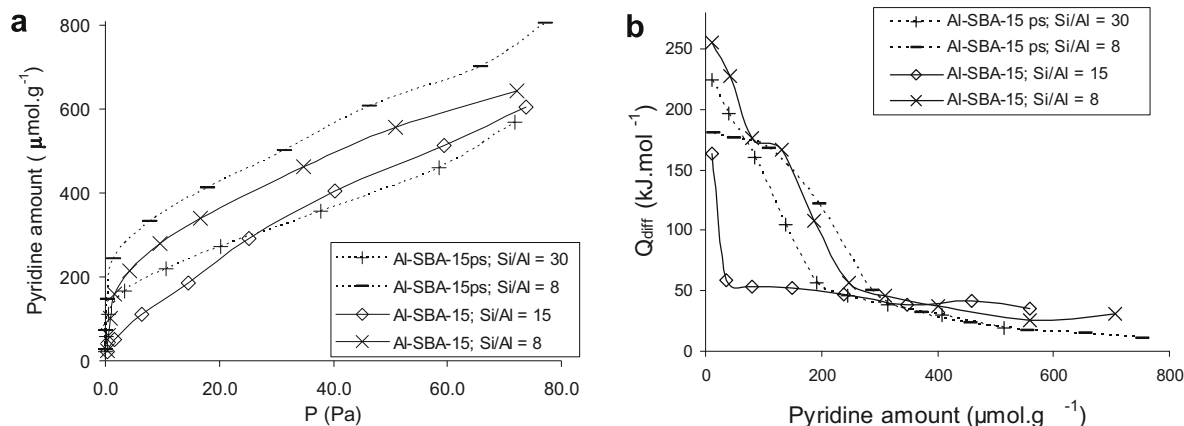 a
Pyridine amount ( μmol.g⁻¹)
800
600
400
200
0
0.0 20.0 40.0 60.0 80.0
P (Pa)
Al-SBA-15ps; Si/Al = 30
Al-SBA-15ps; Si/Al = 8
Al-SBA-15; Si/Al = 15
Al-SBA-15; Si/Al = 8
b
Q_diff (kJ.mol ⁻¹)
250
200
150
100
50
0
0 200 400 600 800
Pyridine amount (μmol.g ⁻¹)
Al-SBA-15 ps; Si/Al = 30
Al-SBA-15 ps; Si/Al = 8
Al-SBA-15; Si/Al = 15
Al-SBA-15; Si/Al = 8